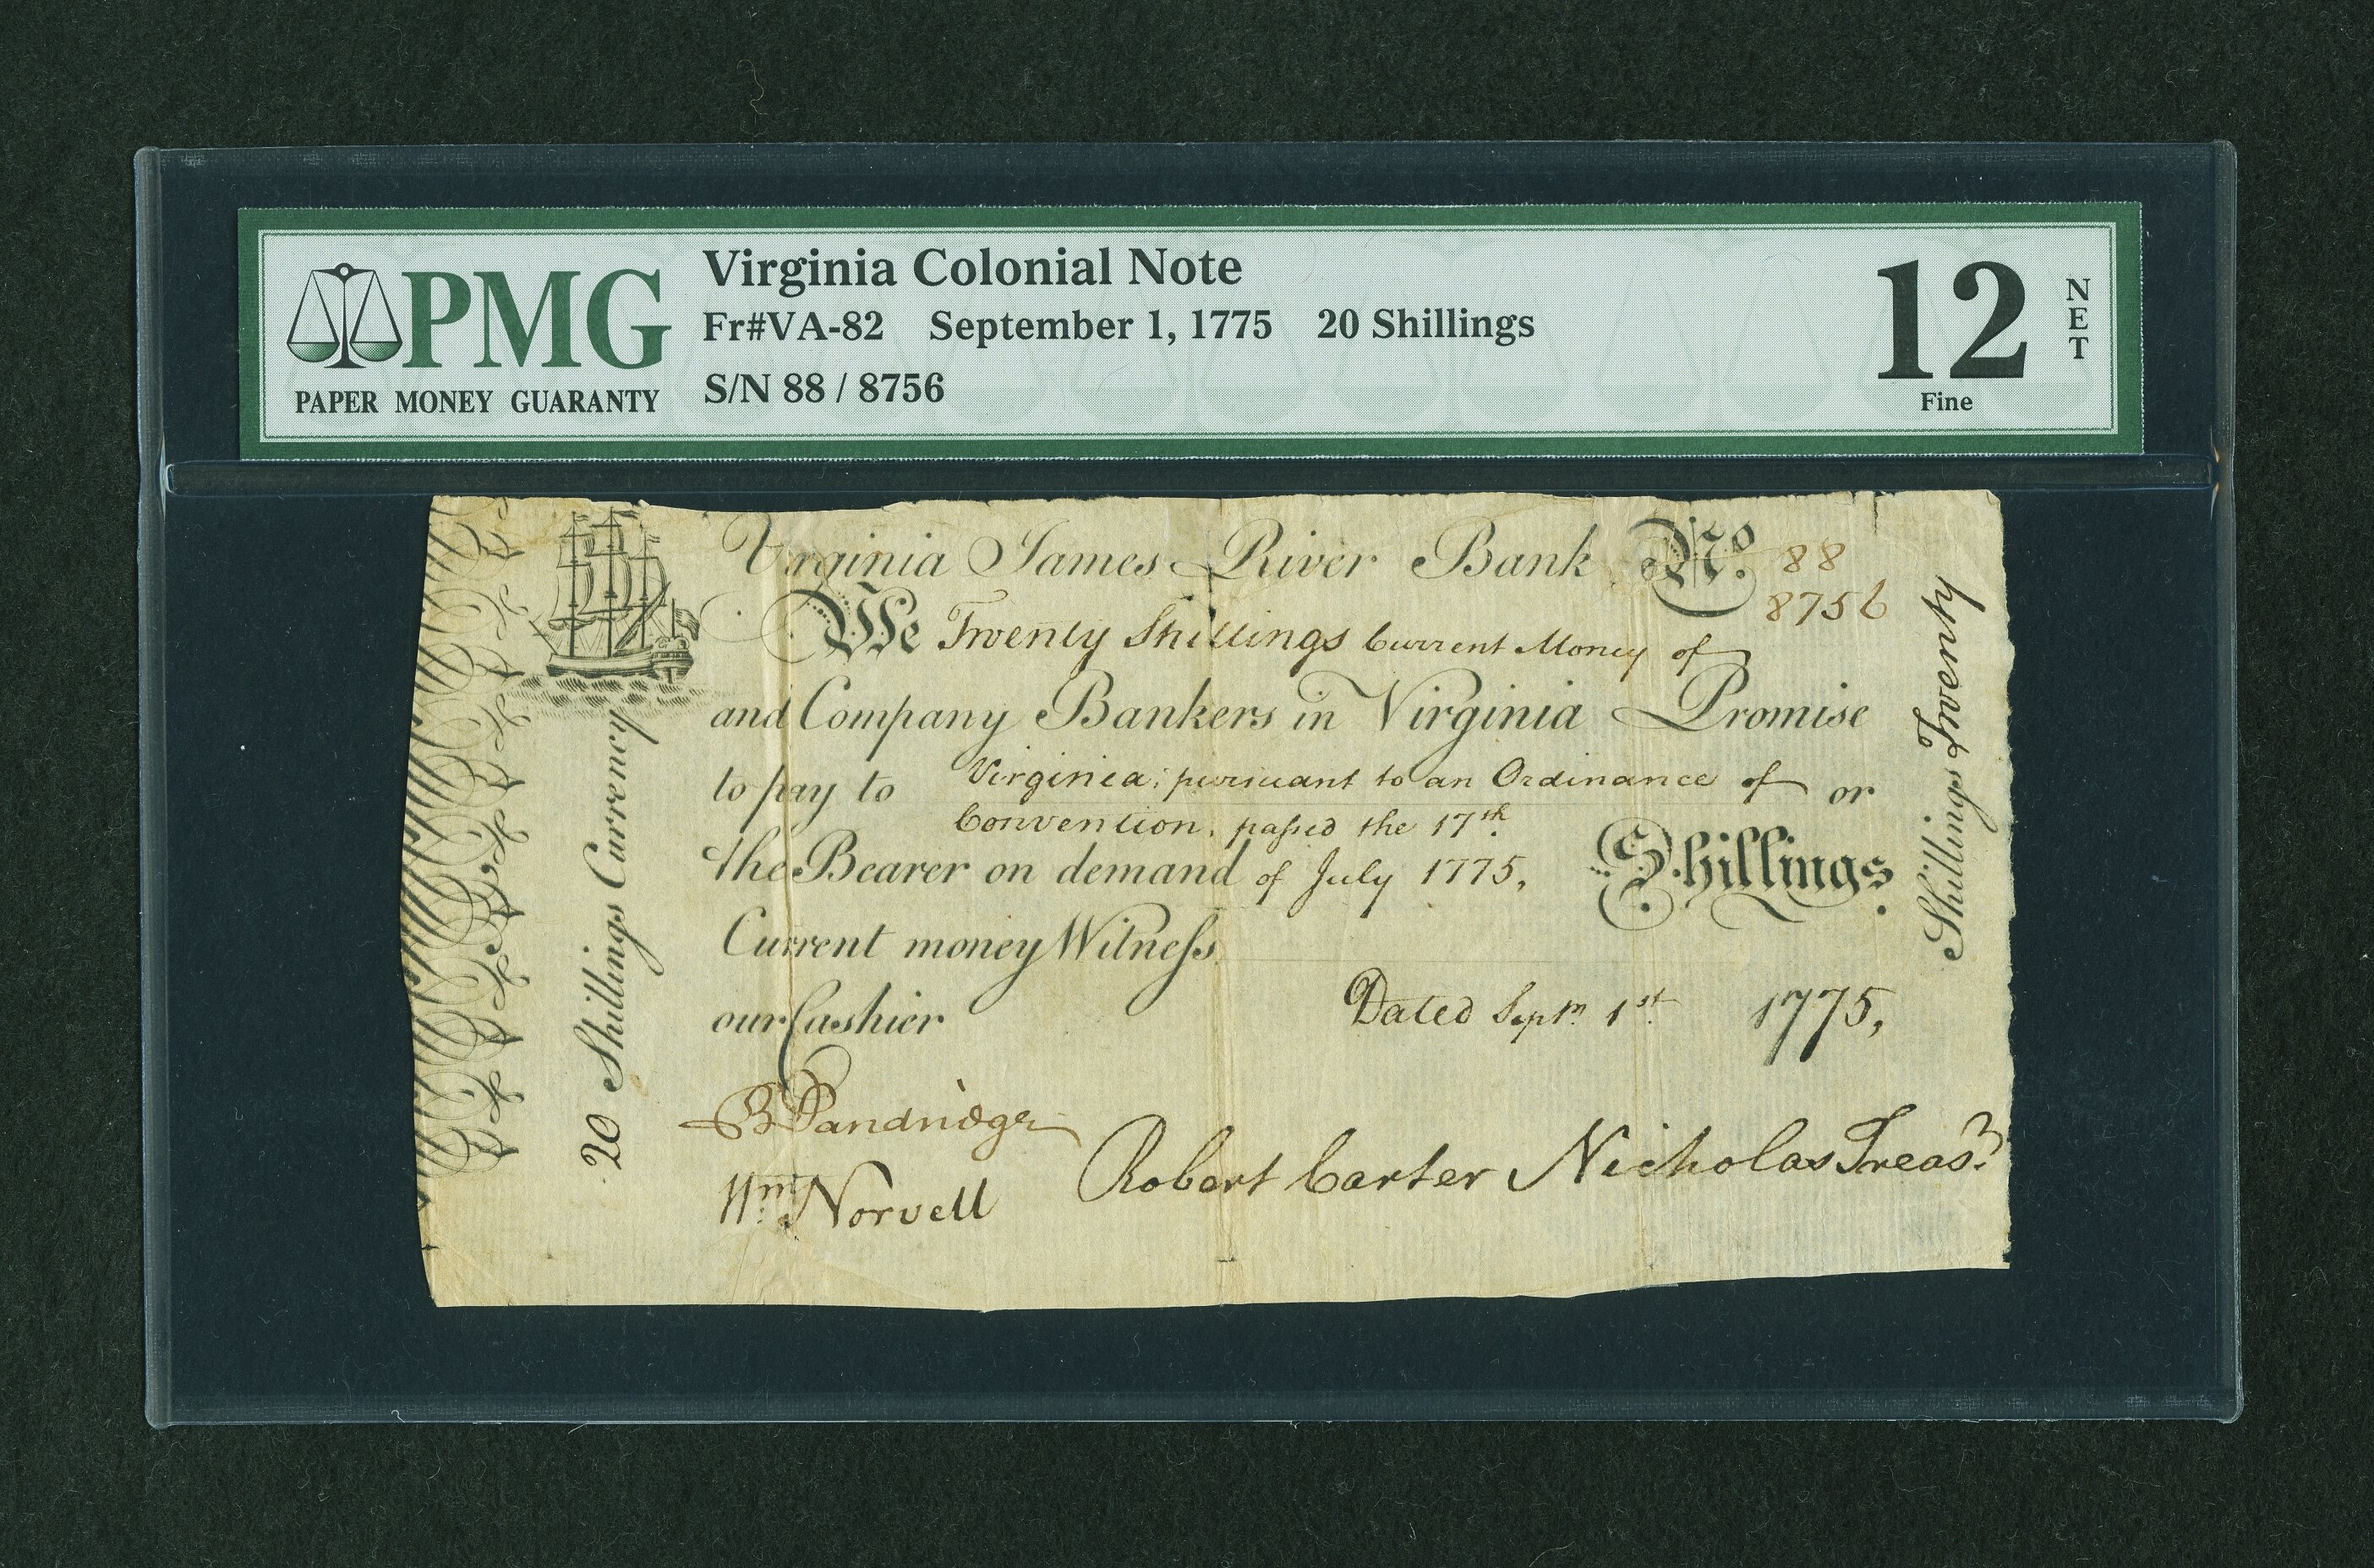 PMG
PAPER MONEY GUARANTY
Virginia Colonial Note
Fr#VA-82 September 1, 1775 20 Shillings
S/N 88 / 8756
12
NET
Fine
Virginia James River Bank No. 88
8756
We Twenty Shillings Current Money of
and Company Bankers in Virginia Promise
to pay to Virginia; pursuant to an Ordinance of or
Convention, paſsed the 17th.
the Bearer on demand of July 1775, Shillings.
Current money Witneſs
our Cashier
Dated Septm. 1st. 1775,
B Dandridge
Wm. Norvell
Robert Carter Nicholas Treasr.
20 Shillings Currency
Shillings Twenty